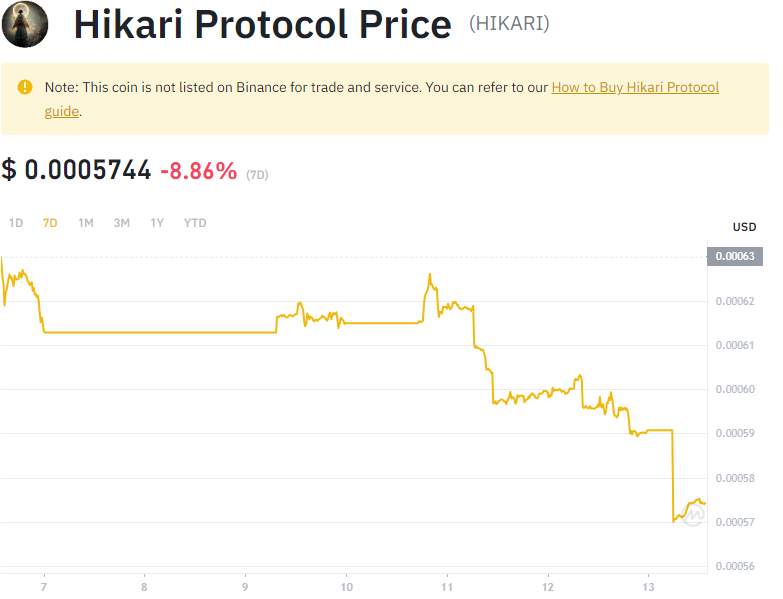 Hikari Protocol Price (HIKARI)
Note: This coin is not listed on Binance for trade and service. You can refer to our How to Buy Hikari Protocol
guide.
$ 0.0005744 -8.86% (7D)
1D 7D 1M 3M 1Y YTD
USD
0.00063
0.00062
0.00061
0.00060
0.00059
0.00058
0.00057
0.00056
7 8 9 10 11 12 13